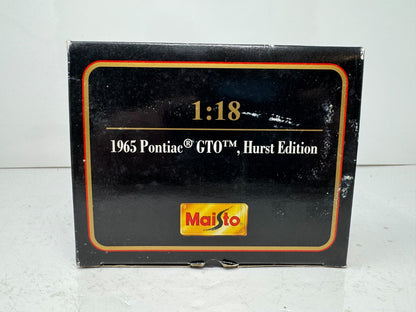 1:18
1965 Pontiac® GTO™, Hurst Edition
Maisto